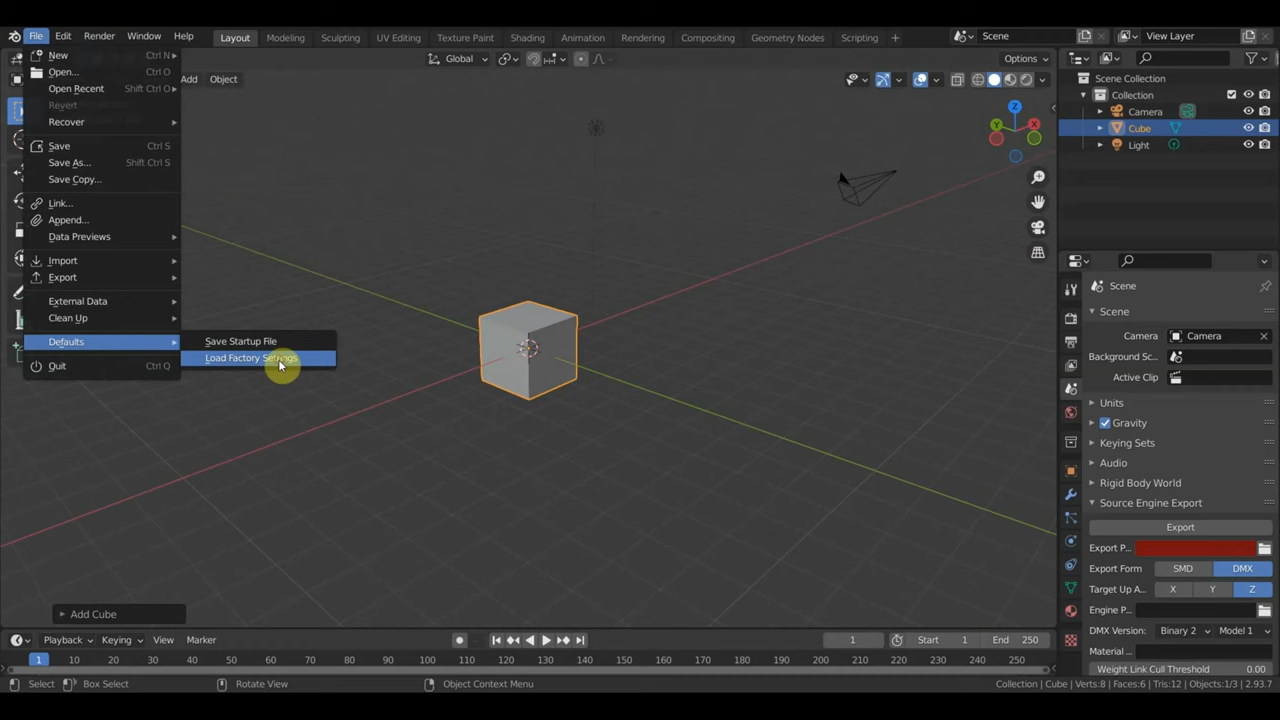 File Edit Render Window Help Layout Modeling Sculpting UV Editing Texture Paint Shading Animation Rendering Compositing Geometry Nodes Scripting + Scene View Layer
New Ctrl N
Open... Ctrl O
Open Recent Shift Ctrl O
Revert
Recover
Save Ctrl S
Save As... Shift Ctrl S
Save Copy...
Link...
Append...
Data Previews
Import
Export
External Data
Clean Up
Defaults
Quit Ctrl Q
Save Startup File
Load Factory Settings
Global
Options
Add Object
Z
Y
X
Add Cube
Scene Collection
Collection
Camera
Cube
Light
Scene
Scene
Camera Camera
Background Sc...
Active Clip
Units
Gravity
Keying Sets
Audio
Rigid Body World
Source Engine Export
Export
Export P...
Export Form SMD DMX
Target Up A... X Y Z
Engine P...
DMX Version: Binary 2 Model 1
Material ...
Weight Link Cull Threshold 0.00
Playback Keying View Marker 1 Start 1 End 250
1 10 20 30 40 50 60 70 80 90 100 110 120 130 140 150 160 170 180 190 200 210 220 230 240 250
Select Box Select Rotate View Object Context Menu Collection | Cube | Verts:8 | Faces:6 | Tris:12 | Objects:1/3 | 2.93.7